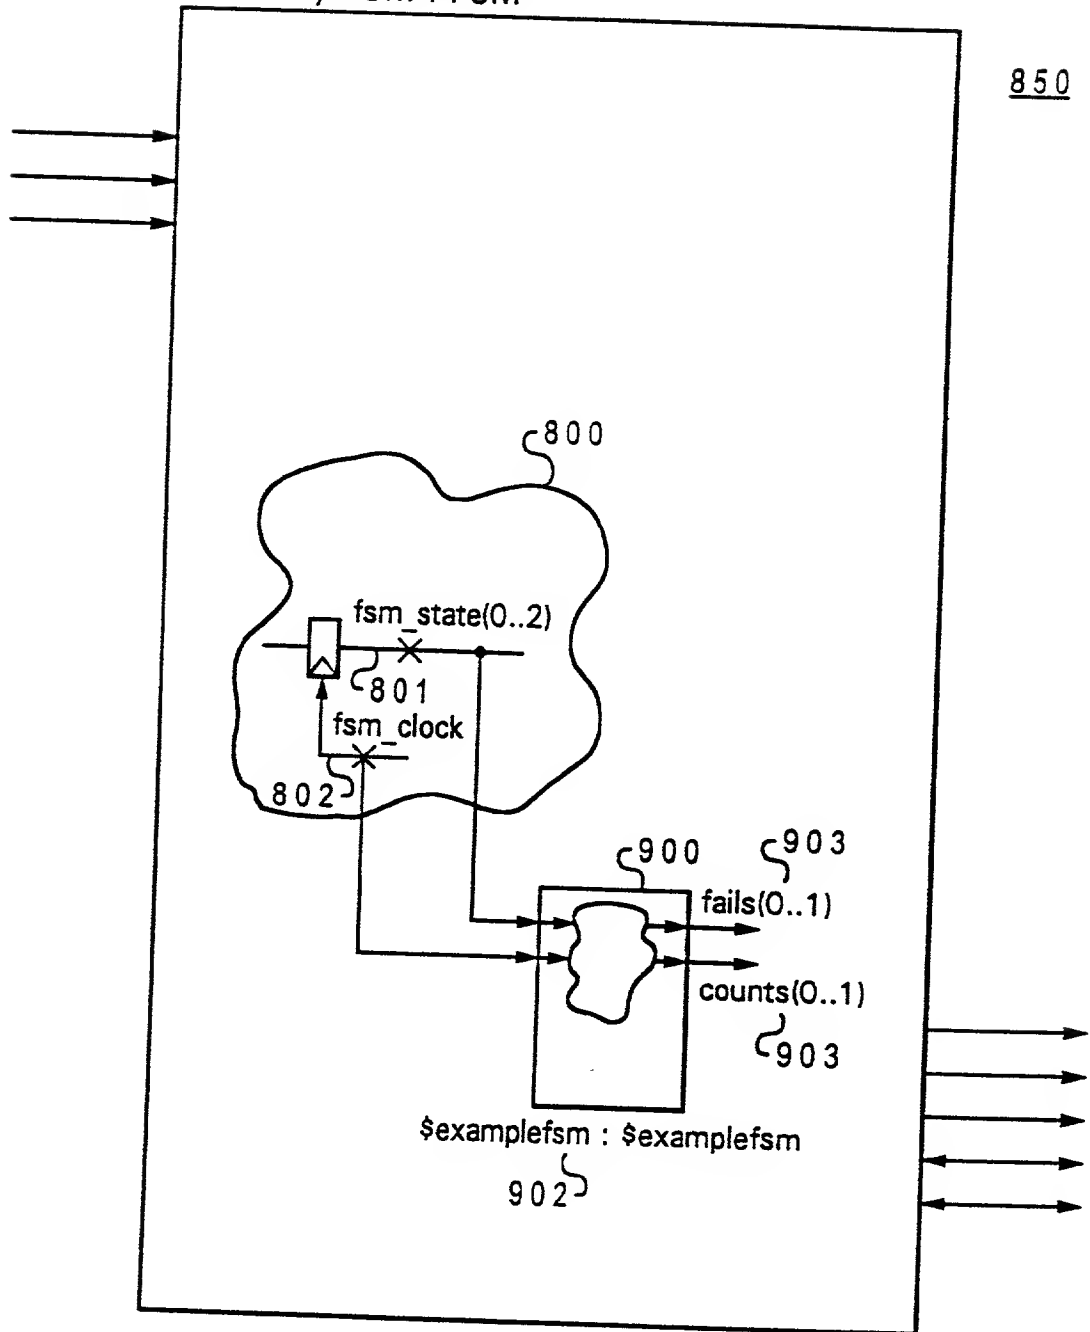 850
800
fsm_state(0..2)
801
fsm_clock
802
900
903
fails(0..1)
counts(0..1)
903
$examplefsm : $examplefsm
902